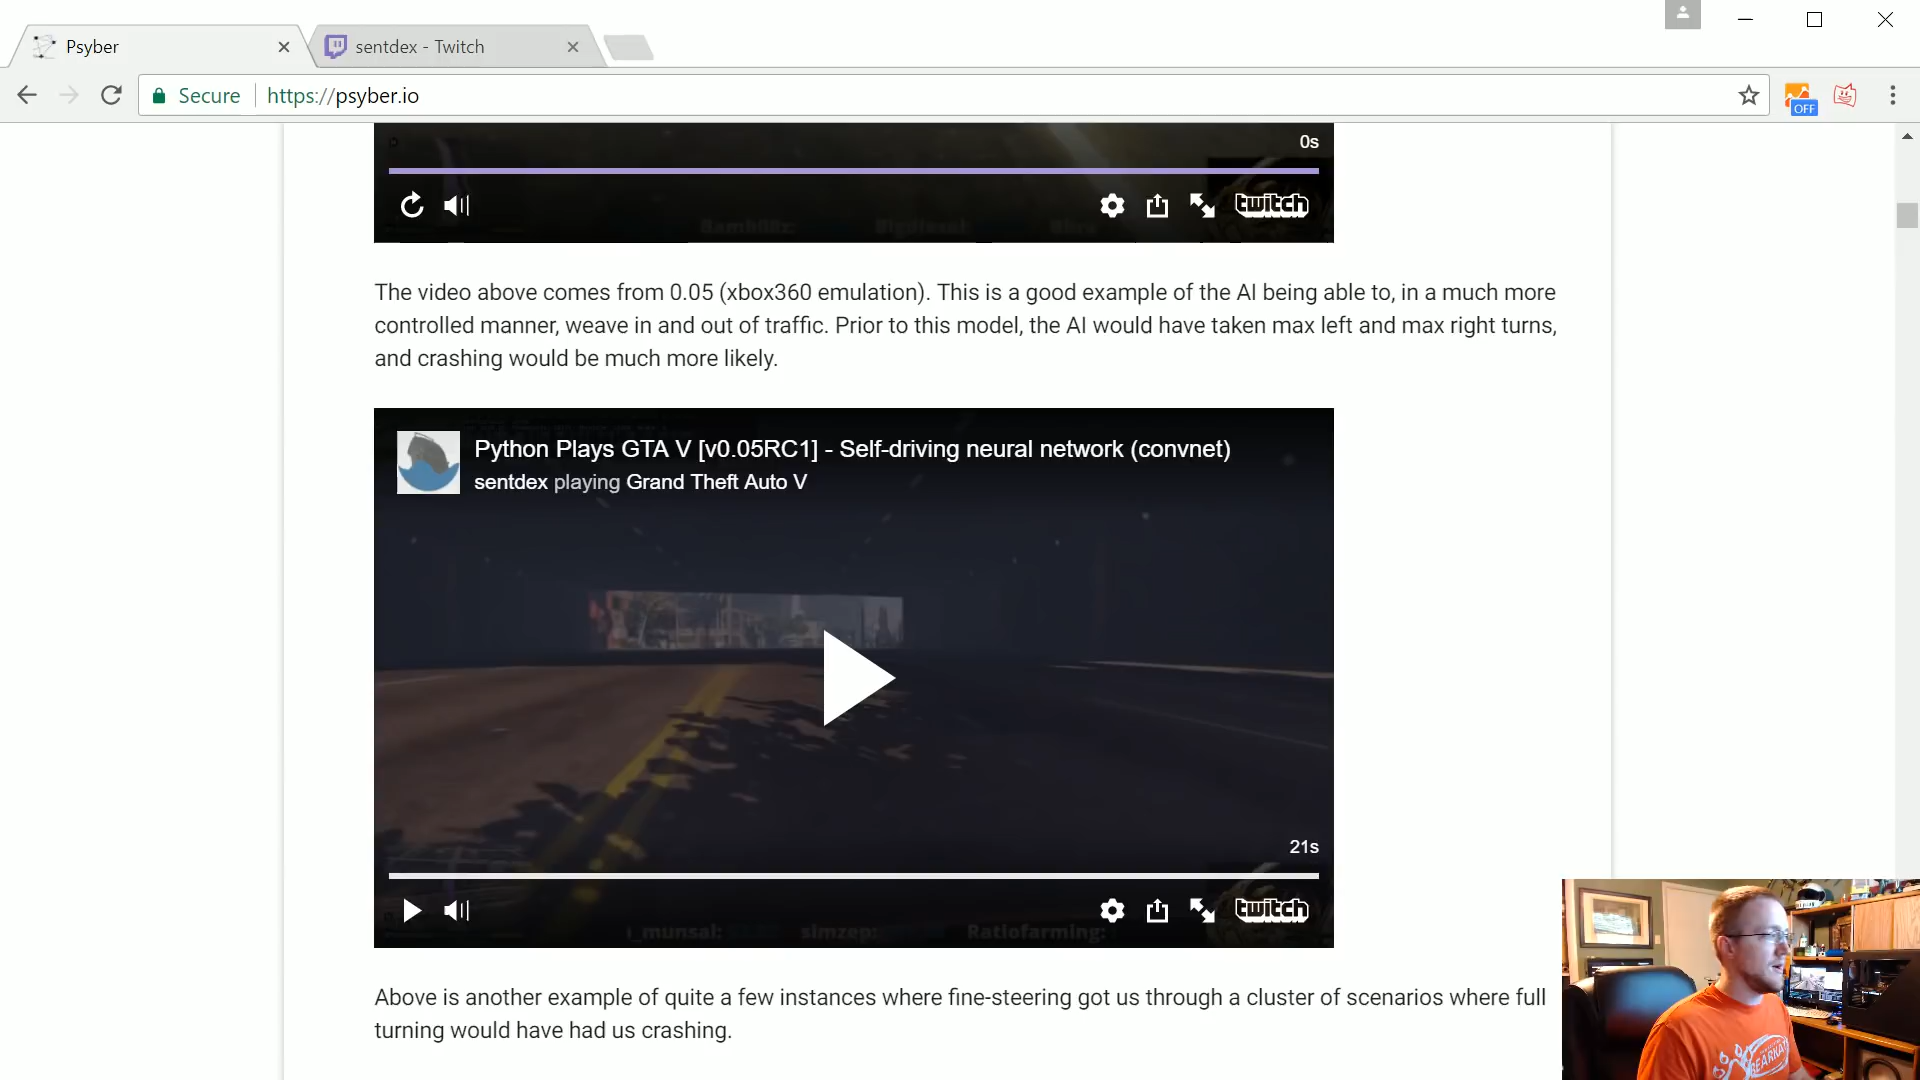 Psyber
sentdex - Twitch
Secure
https://psyber.io
OFF
0s
twitch
The video above comes from 0.05 (xbox360 emulation). This is a good example of the AI being able to, in a much more
controlled manner, weave in and out of traffic. Prior to this model, the AI would have taken max left and max right turns,
and crashing would be much more likely.
Python Plays GTA V [v0.05RC1] - Self-driving neural network (convnet)
sentdex playing Grand Theft Auto V
21s
twitch
simzep:
Ratiofarming:
Above is another example of quite a few instances where fine-steering got us through a cluster of scenarios where full
turning would have had us crashing.